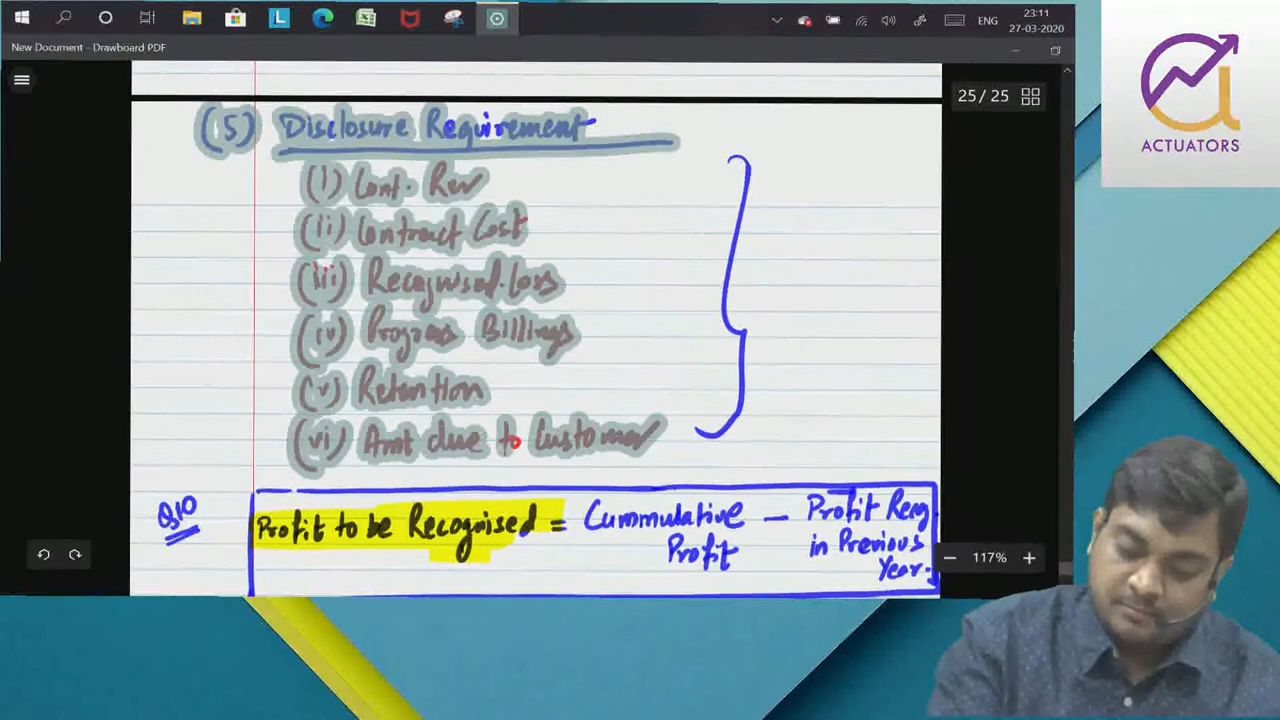 ENG
23:11
27-03-2020
New Document - Drawboard PDF
25 / 25
ACTUATORS
(5) Disclosure Requirement
(i) Cont. Rev
(ii) Contract Cost
(iii) Recognised Loss
(iv) Progress Billings
(v) Retention
(vi) Amt due to Customer
Q10
Profit to be Recognised = Cummulative Profit - Profit Recg. in Previous Year.
117%